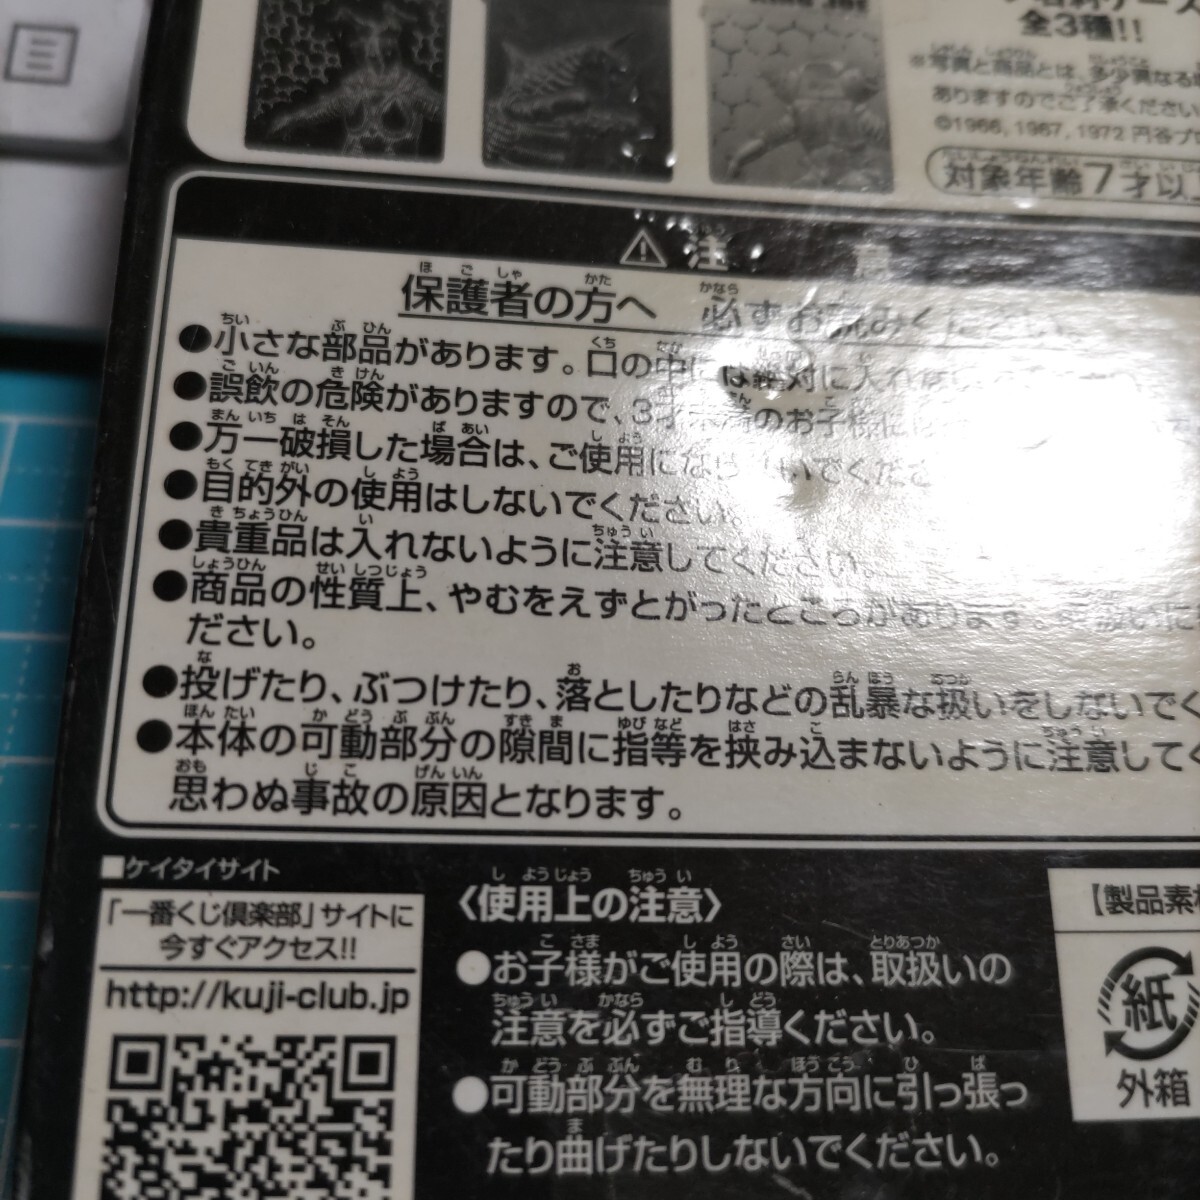 全3種!!
※写真と商品とは、多少異なる
ありますのでご了承ください
©1966, 1967, 1972 円谷プ
対象年齢7才以
⚠注
保護者の方へ 必ずお読みく
●小さな部品があります。口の中には絶対に入れない
●誤飲の危険がありますので、3才未満のお子様には
●万一破損した場合は、ご使用にならないでくださ
●目的外の使用はしないでください。
●貴重品は入れないように注意してください。
●商品の性質上、やむをえずとがったところがあります。
ださい。
●投げたり、ぶつけたり、落としたりなどの乱暴な扱いをしないでく
●本体の可動部分の隙間に指等を挟み込まないように注意してく
思わぬ事故の原因となります。
■ケイタイサイト
「一番くじ倶楽部」サイトに
今すぐアクセス!!
http://kuji-club.jp
〈使用上の注意〉
●お子様がご使用の際は、取扱いの
注意を必ずご指導ください。
●可動部分を無理な方向に引っ張っ
たり曲げたりしないでください。
【製品素材
紙
外箱